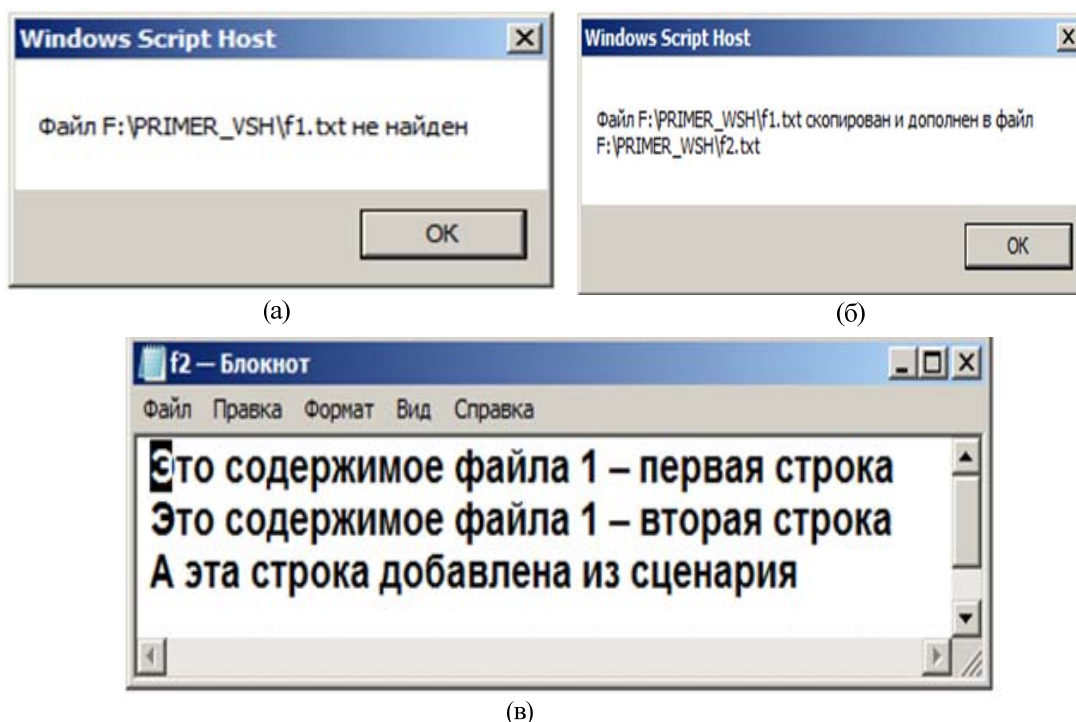 Windows Script Host
Файл F:\PRIMER_VSH\f1.txt не найден
OK
(а)
Windows Script Host
Файл F:\PRIMER_WSH\f1.txt скопирован и дополнен в файл
F:\PRIMER_WSH\f2.txt
OK
(б)
f2 — Блокнот
Файл Правка Формат Вид Справка
Это содержимое файла 1 – первая строка
Это содержимое файла 1 – вторая строка
А эта строка добавлена из сценария
(в)